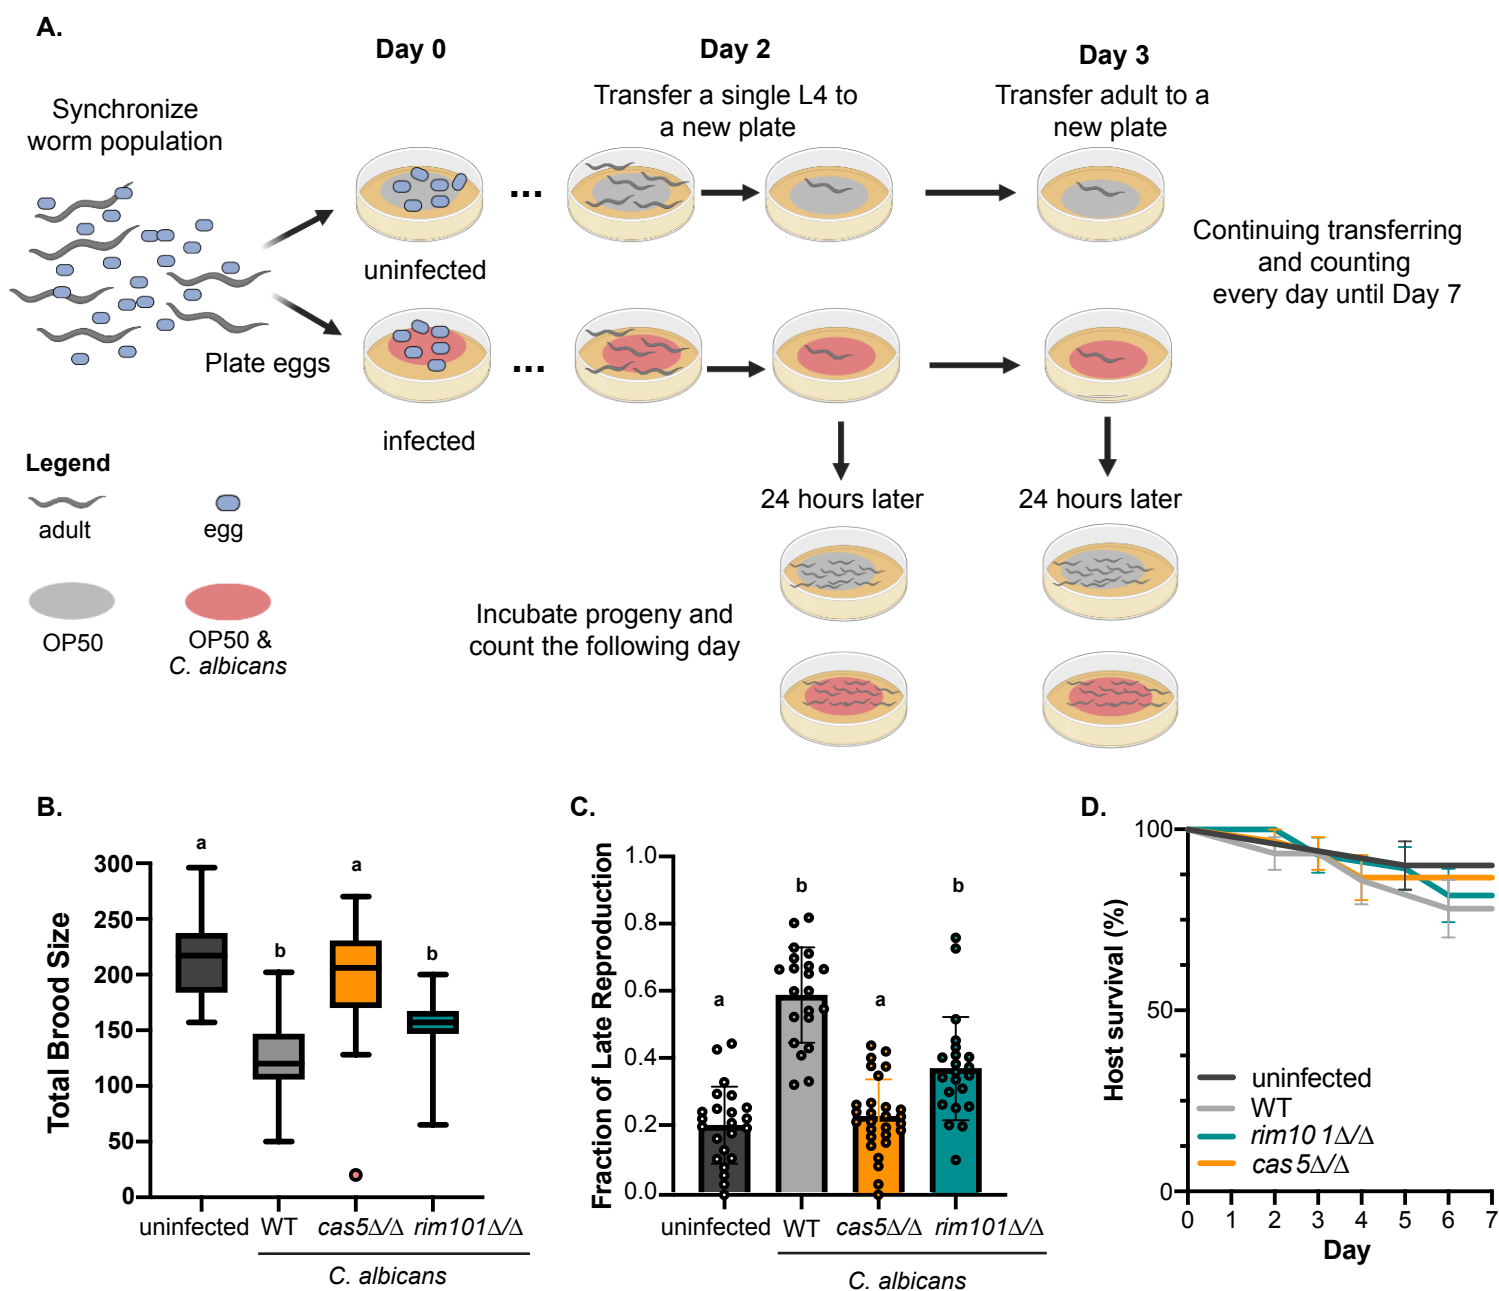 A.
Day 0
Day 2
Day 3
Synchronize
worm population
Transfer a single L4 to
a new plate
Transfer adult to a
new plate
...
uninfected
Continuing transferring
and counting
every day until Day 7
Plate eggs
...
infected
Legend
adult
egg
OP50
OP50 &
C. albicans
24 hours later
24 hours later
Incubate progeny and
count the following day
B.
Total Brood Size
300
250
200
150
100
50
0
a
b
a
b
uninfected
WT
cas5Δ/Δ
rim101Δ/Δ
C. albicans
C.
Fraction of Late Reproduction
1.0
0.8
0.6
0.4
0.2
0.0
a
b
a
b
uninfected
WT
cas5Δ/Δ
rim101Δ/Δ
C. albicans
D.
Host survival (%)
100
50
0
uninfected
WT
rim10 1Δ/Δ
cas 5Δ/Δ
0 1 2 3 4 5 6 7
Day